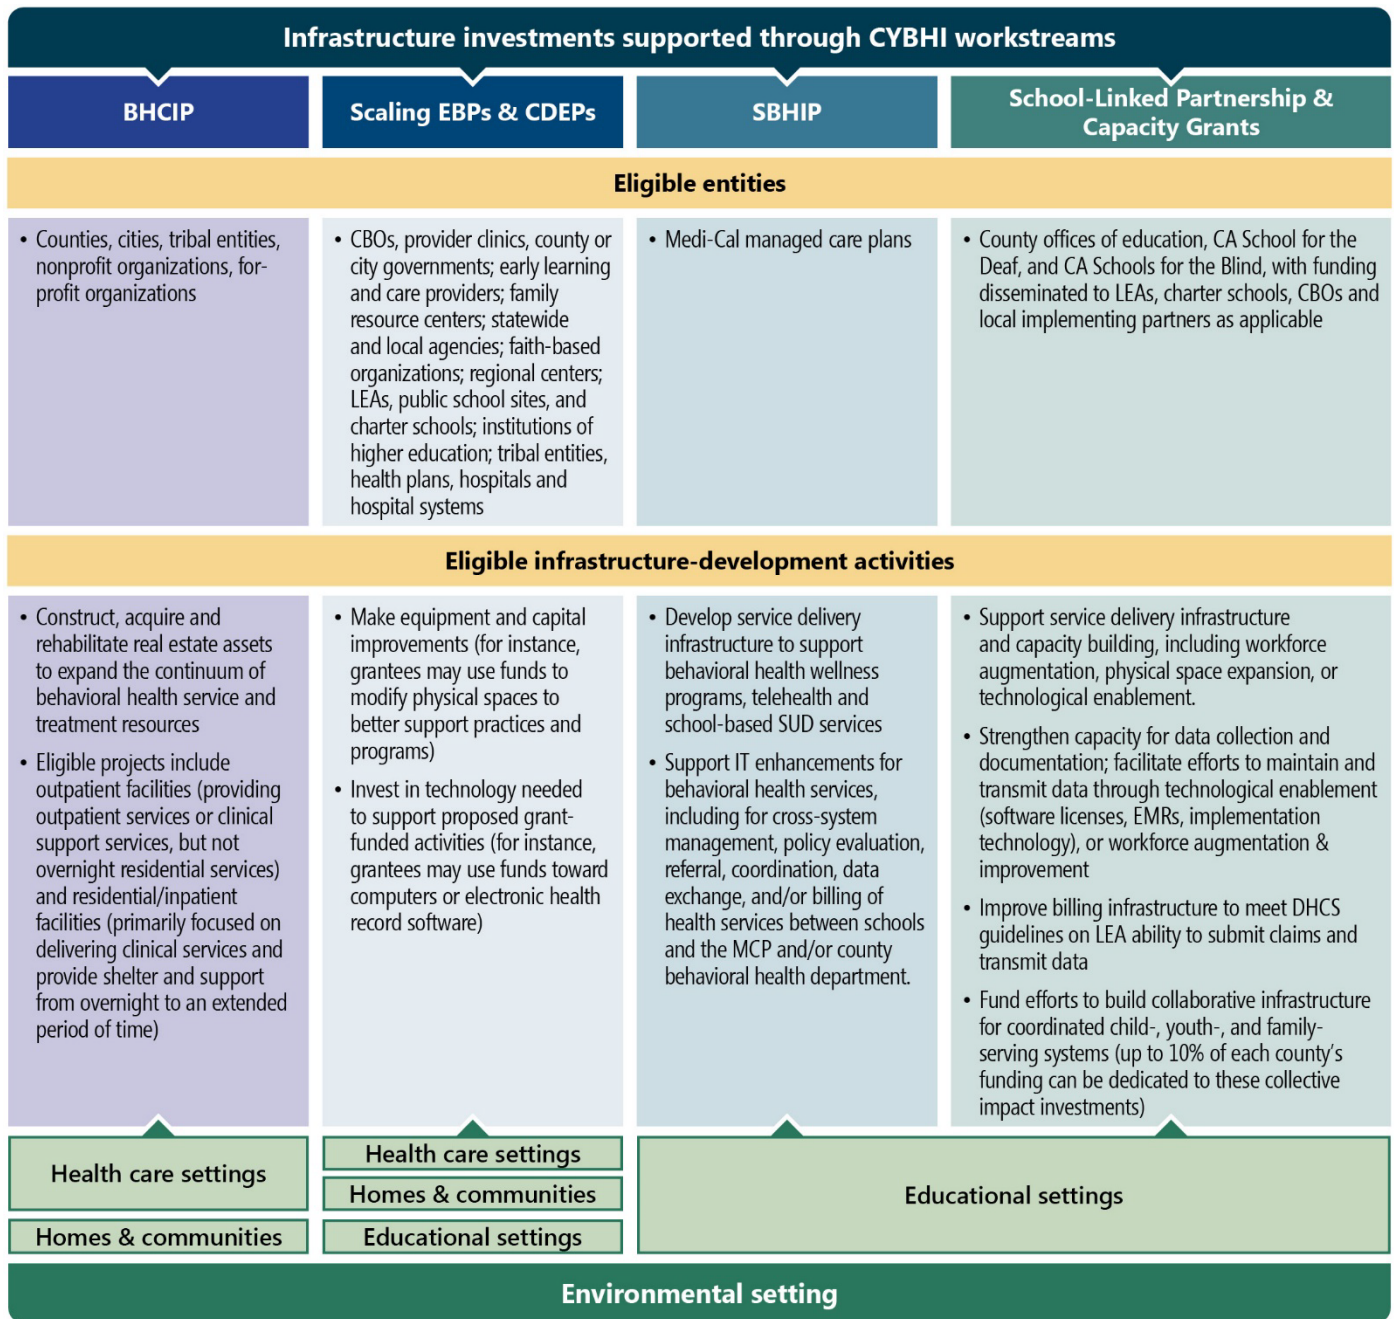 Infrastructure investments supported through CYBHI workstreams
BHCIP
Scaling EBPs & CDEPs
SBHIP
School-Linked Partnership &
Capacity Grants
Eligible entities
• Counties, cities, tribal entities,
nonprofit organizations, for-
profit organizations
• CBOs, provider clinics, county or
city governments; early learning
and care providers; family
resource centers; statewide
and local agencies; faith-based
organizations; regional centers;
LEAs, public school sites, and
charter schools; institutions of
higher education; tribal entities,
health plans, hospitals and
hospital systems
• Medi-Cal managed care plans
• County offices of education, CA School for the
Deaf, and CA Schools for the Blind, with funding
disseminated to LEAs, charter schools, CBOs and
local implementing partners as applicable
Eligible infrastructure-development activities
• Construct, acquire and
rehabilitate real estate assets
to expand the continuum of
behavioral health service and
treatment resources
• Eligible projects include
outpatient facilities (providing
outpatient services or clinical
support services, but not
overnight residential services)
and residential/inpatient
facilities (primarily focused on
delivering clinical services and
provide shelter and support
from overnight to an extended
period of time)
• Make equipment and capital
improvements (for instance,
grantees may use funds to
modify physical spaces to
better support practices and
programs)
• Invest in technology needed
to support proposed grant-
funded activities (for instance,
grantees may use funds toward
computers or electronic health
record software)
• Develop service delivery
infrastructure to support
behavioral health wellness
programs, telehealth and
school-based SUD services
• Support IT enhancements for
behavioral health services,
including for cross-system
management, policy evaluation,
referral, coordination, data
exchange, and/or billing of
health services between schools
and the MCP and/or county
behavioral health department.
• Support service delivery infrastructure
and capacity building, including workforce
augmentation, physical space expansion, or
technological enablement.
• Strengthen capacity for data collection and
documentation; facilitate efforts to maintain and
transmit data through technological enablement
(software licenses, EMRs, implementation
technology), or workforce augmentation &
improvement
• Improve billing infrastructure to meet DHCS
guidelines on LEA ability to submit claims and
transmit data
• Fund efforts to build collaborative infrastructure
for coordinated child-, youth-, and family-
serving systems (up to 10% of each county's
funding can be dedicated to these collective
impact investments)
Health care settings
Homes & communities
Health care settings
Homes & communities
Educational settings
Educational settings
Environmental setting